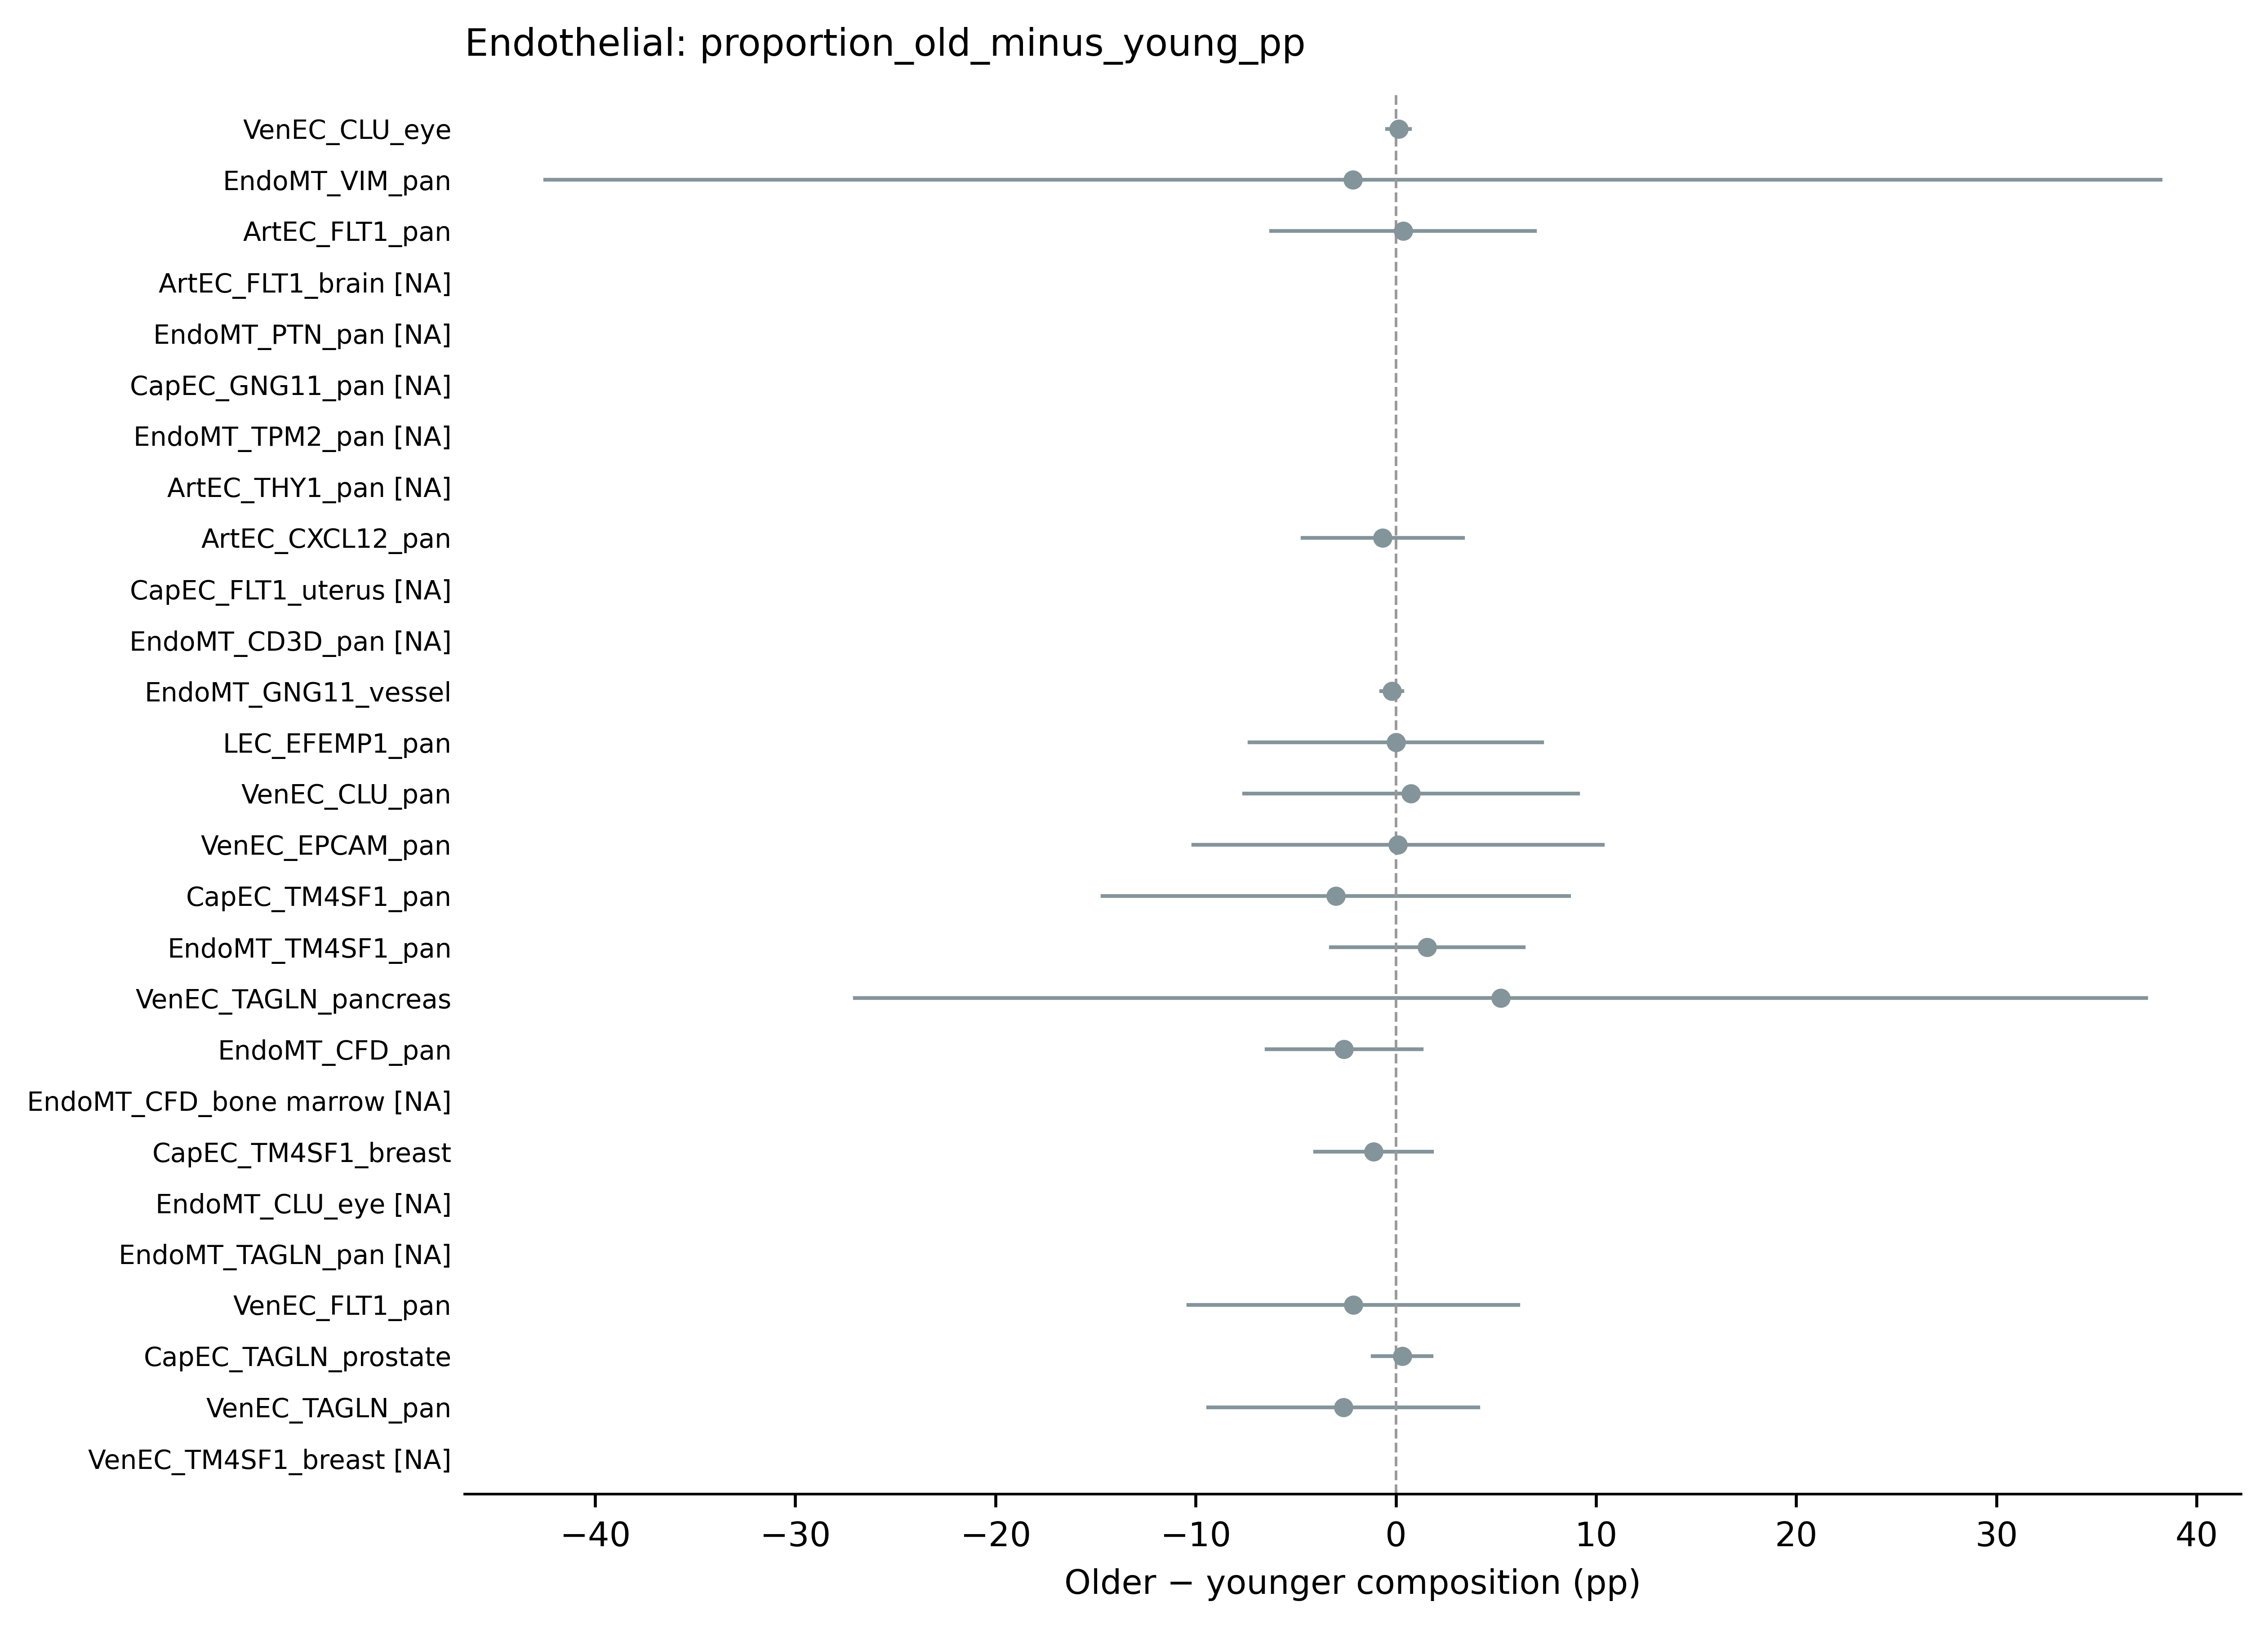 Endothelial: proportion_old_minus_young_pp
VenEC_CLU_eye
EndoMT_VIM_pan
ArtEC_FLT1_pan
ArtEC_FLT1_brain [NA]
EndoMT_PTN_pan [NA]
CapEC_GNG11_pan [NA]
EndoMT_TPM2_pan [NA]
ArtEC_THY1_pan [NA]
ArtEC_CXCL12_pan
CapEC_FLT1_uterus [NA]
EndoMT_CD3D_pan [NA]
EndoMT_GNG11_vessel
LEC_EFEMP1_pan
VenEC_CLU_pan
VenEC_EPCAM_pan
CapEC_TM4SF1_pan
EndoMT_TM4SF1_pan
VenEC_TAGLN_pancreas
EndoMT_CFD_pan
EndoMT_CFD_bone marrow [NA]
CapEC_TM4SF1_breast
EndoMT_CLU_eye [NA]
EndoMT_TAGLN_pan [NA]
VenEC_FLT1_pan
CapEC_TAGLN_prostate
VenEC_TAGLN_pan
VenEC_TM4SF1_breast [NA]
−40 −30 −20 −10 0 10 20 30 40
Older − younger composition (pp)